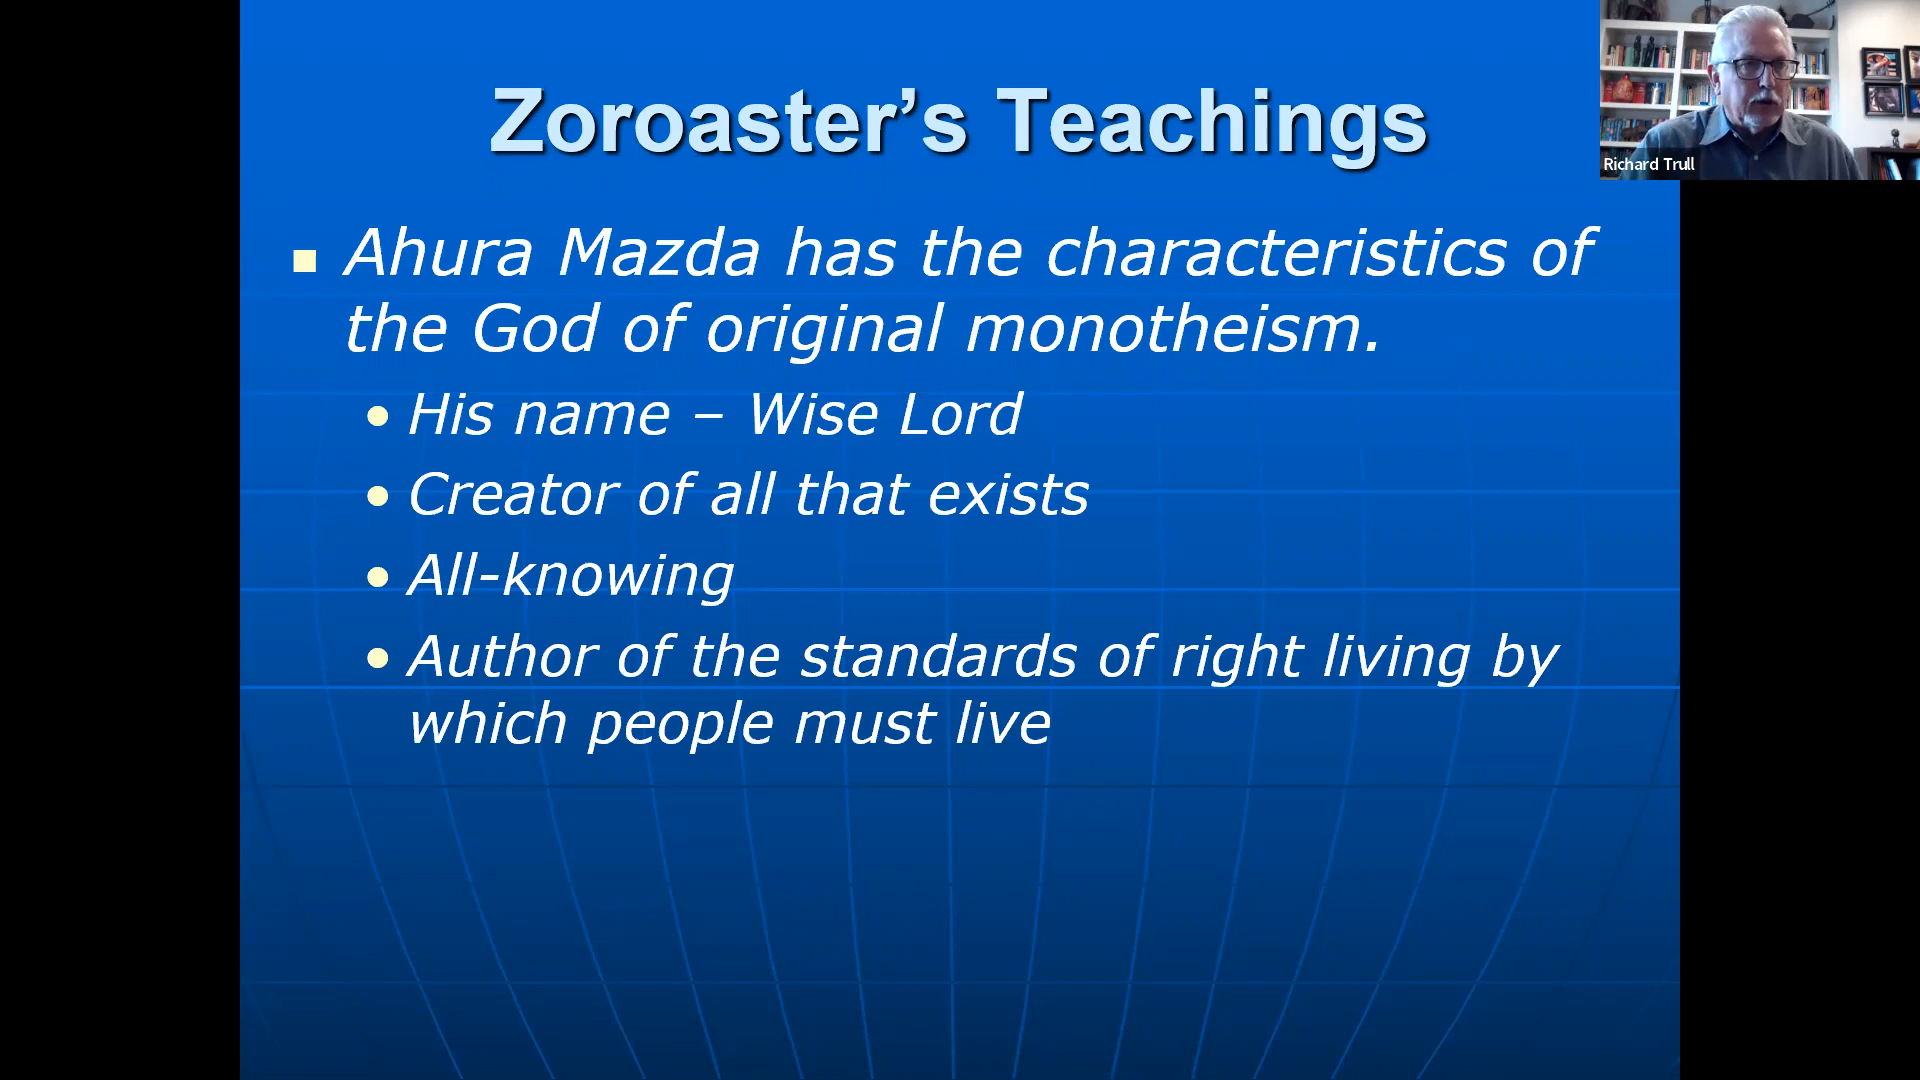 Zoroaster’s Teachings
Ahura Mazda has the characteristics of
the God of original monotheism.
His name – Wise Lord
Creator of all that exists
All-knowing
Author of the standards of right living by
which people must live
Richard Trull